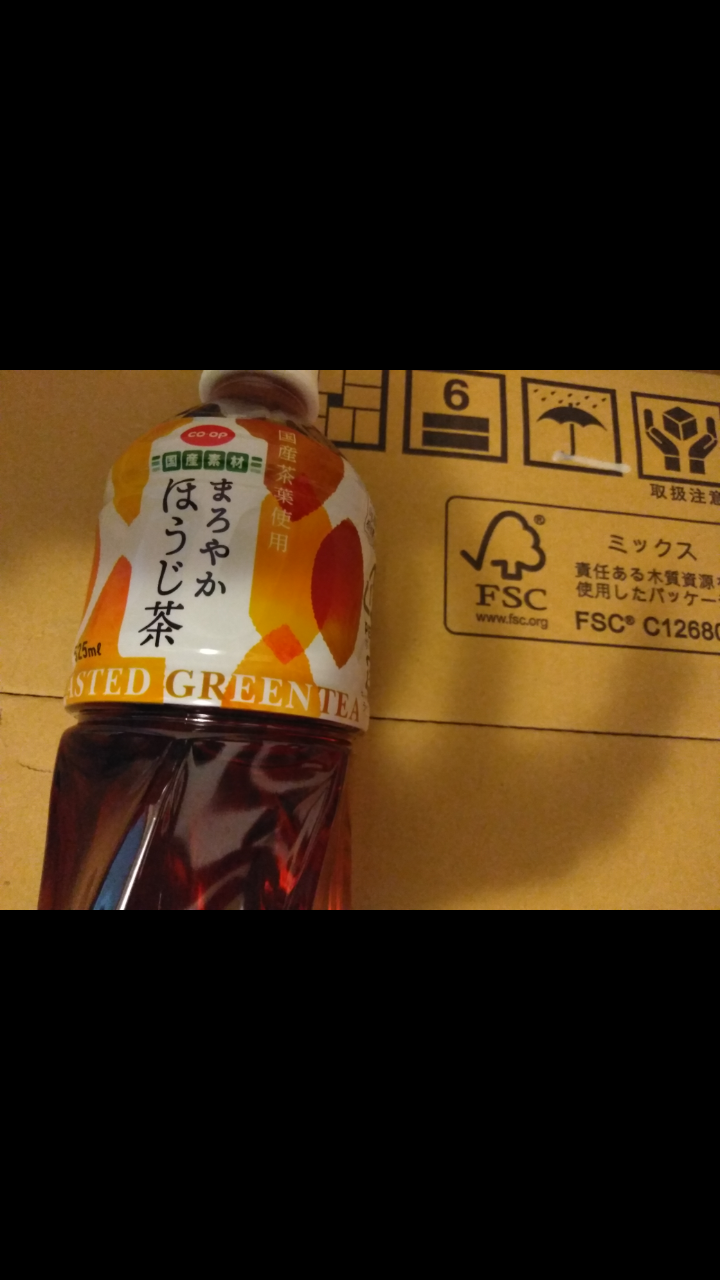 co·op
国産素材
まろやか
ほうじ茶
国産茶葉使用
525ml
ASTED GREEN TEA
6
取扱注意
FSC®
www.fsc.org
ミックス
責任ある木質資源を
使用したパッケー
FSC® C12680